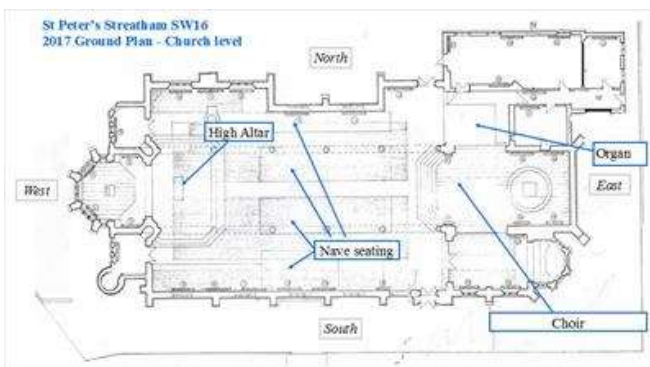 St Peter's Streatham SW16
2017 Ground Plan - Church level
North
High Altar
Organ
West
East
Nave seating
Choir
South